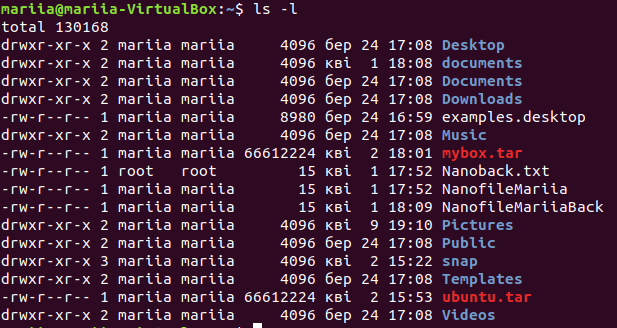 mariia@mariia-VirtualBox:~$ ls -l
total 130168
drwxr-xr-x 2 mariia mariia     4096 бер 24 17:08 Desktop
drwxr-xr-x 2 mariia mariia     4096 кві  1 18:08 documents
drwxr-xr-x 2 mariia mariia     4096 бер 24 17:08 Documents
drwxr-xr-x 2 mariia mariia     4096 бер 24 17:08 Downloads
-rw-r--r-- 1 mariia mariia     8980 бер 24 16:59 examples.desktop
drwxr-xr-x 2 mariia mariia     4096 бер 24 17:08 Music
-rw-r--r-- 1 mariia mariia 66612224 кві  2 18:01 mybox.tar
-rw-r--r-- 1 root   root         15 кві  1 17:52 Nanoback.txt
-rw-r--r-- 1 mariia mariia       15 кві  1 17:52 NanofileMariia
-rw-r--r-- 1 mariia mariia       15 кві  1 18:09 NanofileMariiaBack
drwxr-xr-x 2 mariia mariia     4096 кві  9 19:10 Pictures
drwxr-xr-x 2 mariia mariia     4096 бер 24 17:08 Public
drwxr-xr-x 3 mariia mariia     4096 кві  2 15:22 snap
drwxr-xr-x 2 mariia mariia     4096 бер 24 17:08 Templates
-rw-r--r-- 1 mariia mariia 66612224 кві  2 15:53 ubuntu.tar
drwxr-xr-x 2 mariia mariia     4096 бер 24 17:08 Videos